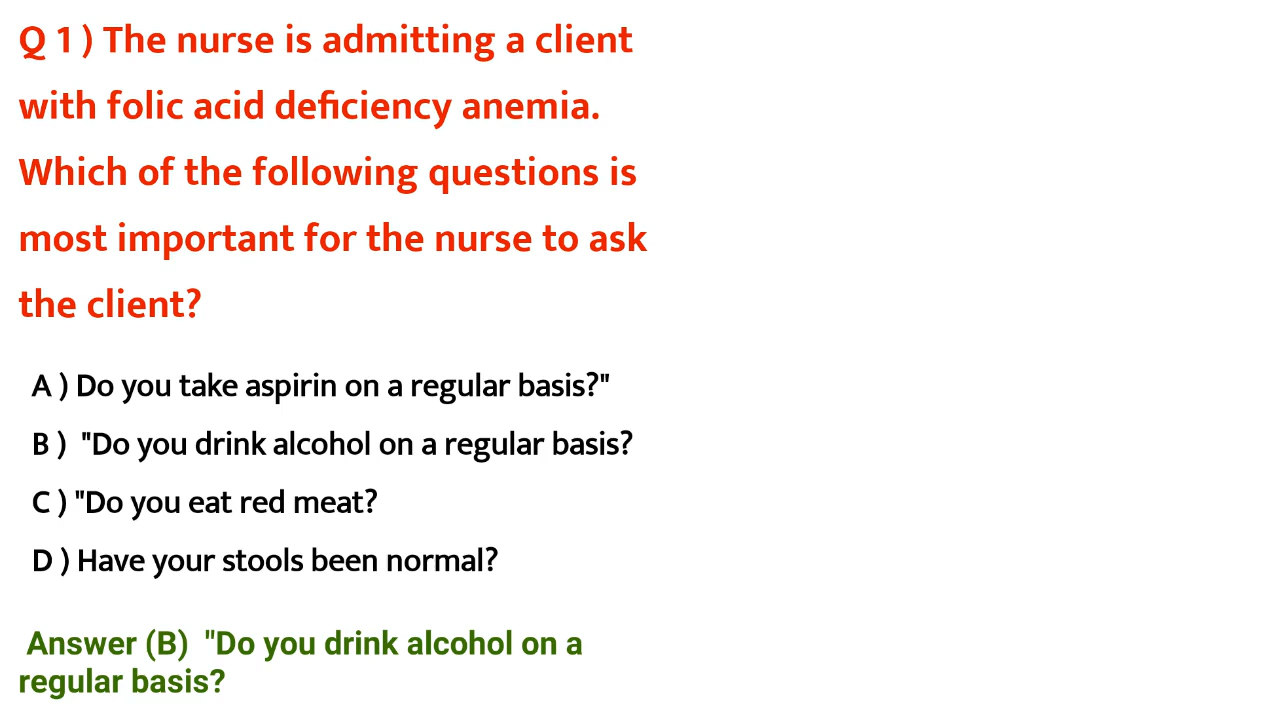 Q 1 ) The nurse is admitting a client
with folic acid deficiency anemia.
Which of the following questions is
most important for the nurse to ask
the client?
A ) Do you take aspirin on a regular basis?"
B )  "Do you drink alcohol on a regular basis?
C ) "Do you eat red meat?
D ) Have your stools been normal?
Answer (B)  "Do you drink alcohol on a
regular basis?